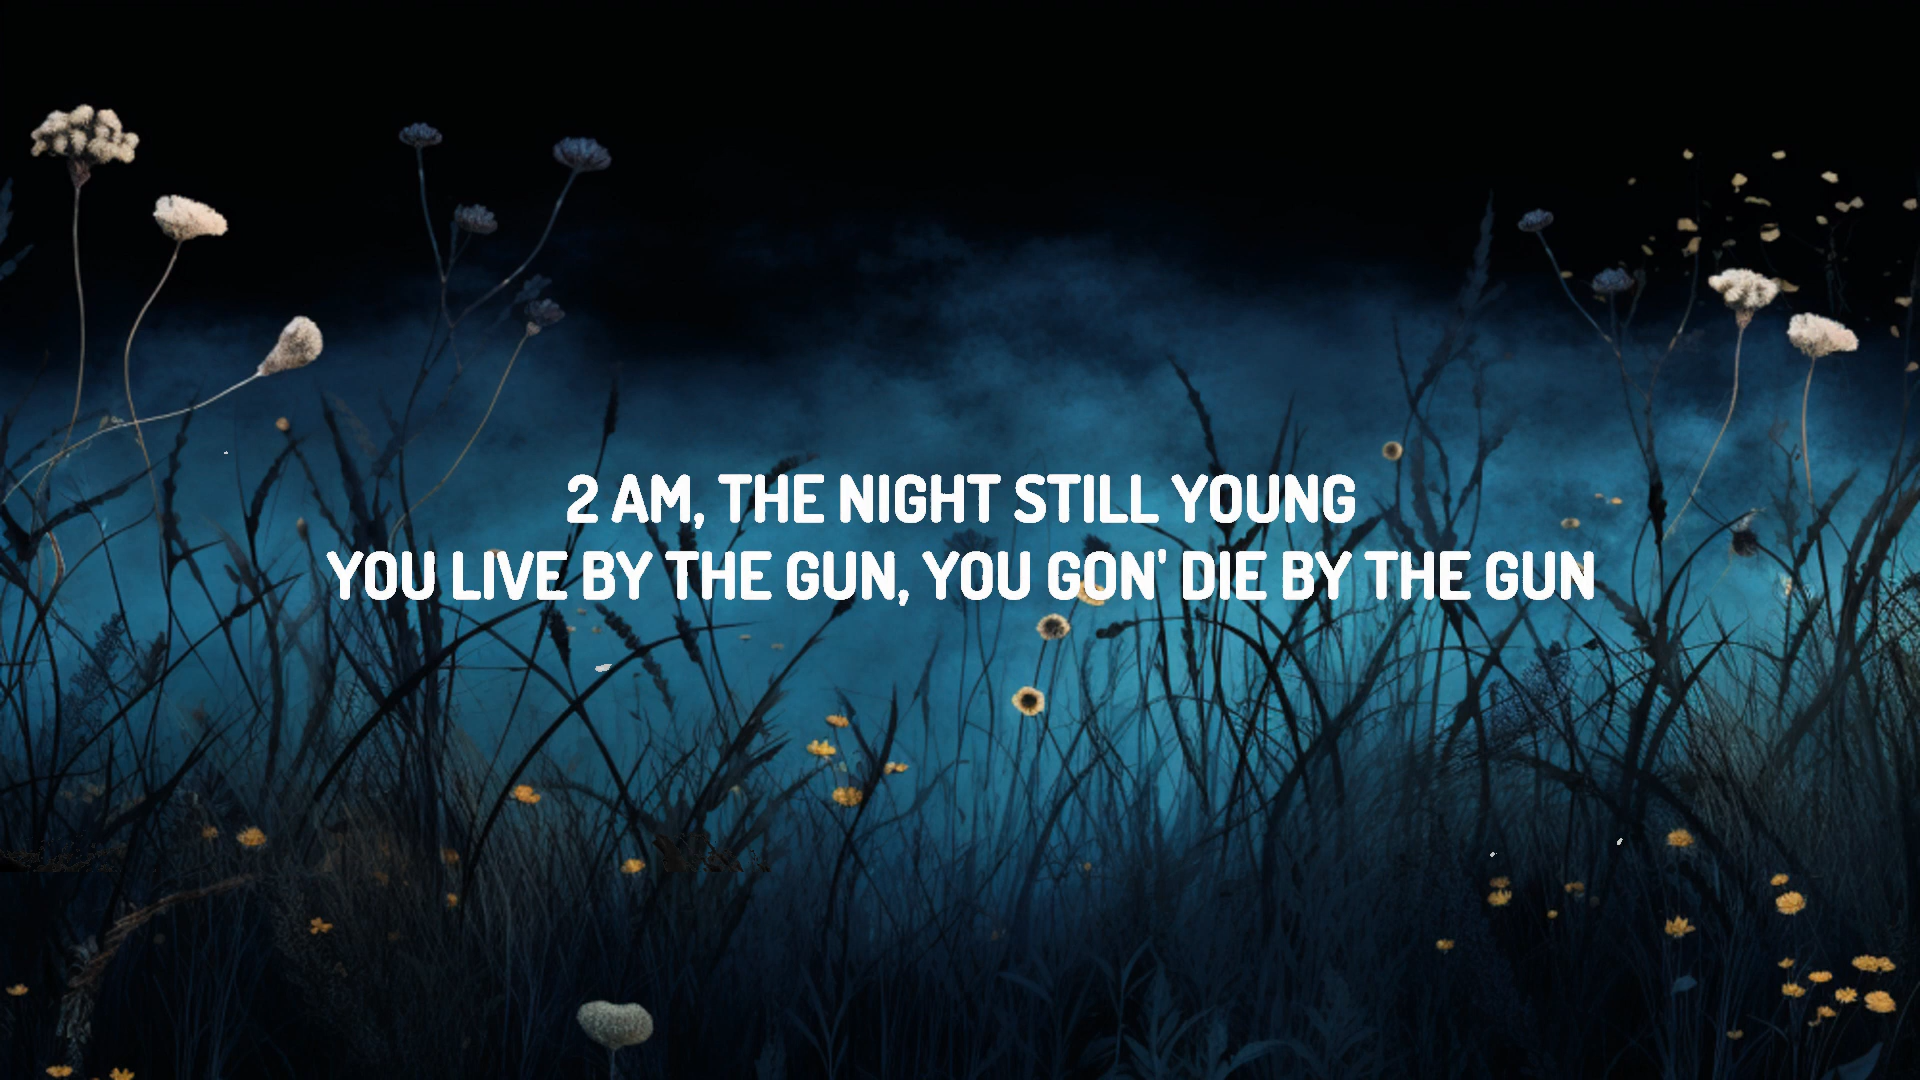 2 AM, THE NIGHT STILL YOUNG
YOU LIVE BY THE GUN, YOU GON' DIE BY THE GUN